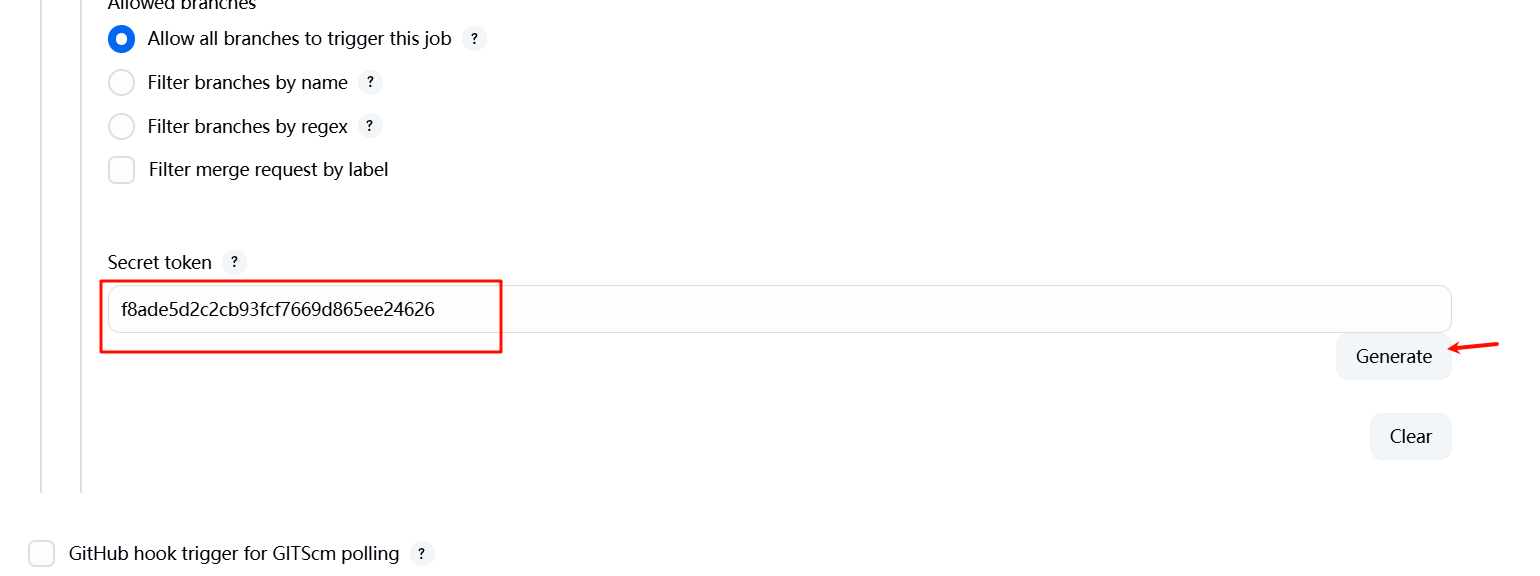 Allowed branches
Allow all branches to trigger this job ?
Filter branches by name ?
Filter branches by regex ?
Filter merge request by label
Secret token ?
f8ade5d2c2cb93fcf7669d865ee24626
Generate
Clear
GitHub hook trigger for GITScm polling ?